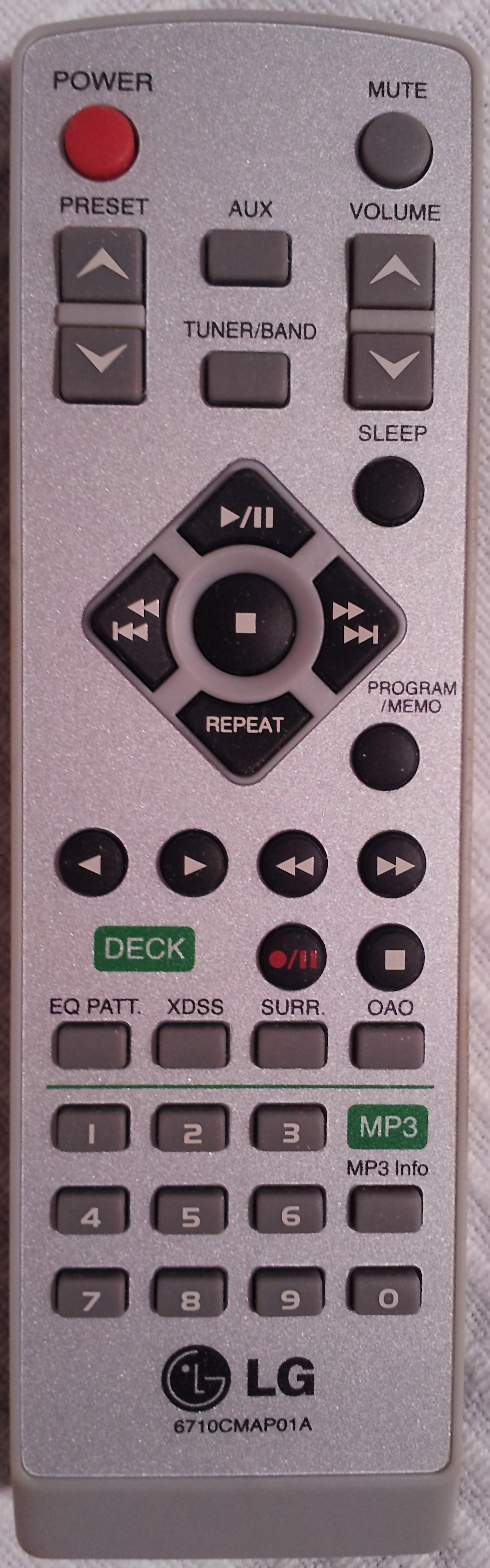 POWER
MUTE
PRESET
AUX
VOLUME
TUNER/BAND
SLEEP
REPEAT
PROGRAM
/MEMO
DECK
EQ PATT. XDSS SURR. OAO
1 2 3 MP3
MP3 Info
4 5 6
7 8 9 0
LG
6710CMAP01A